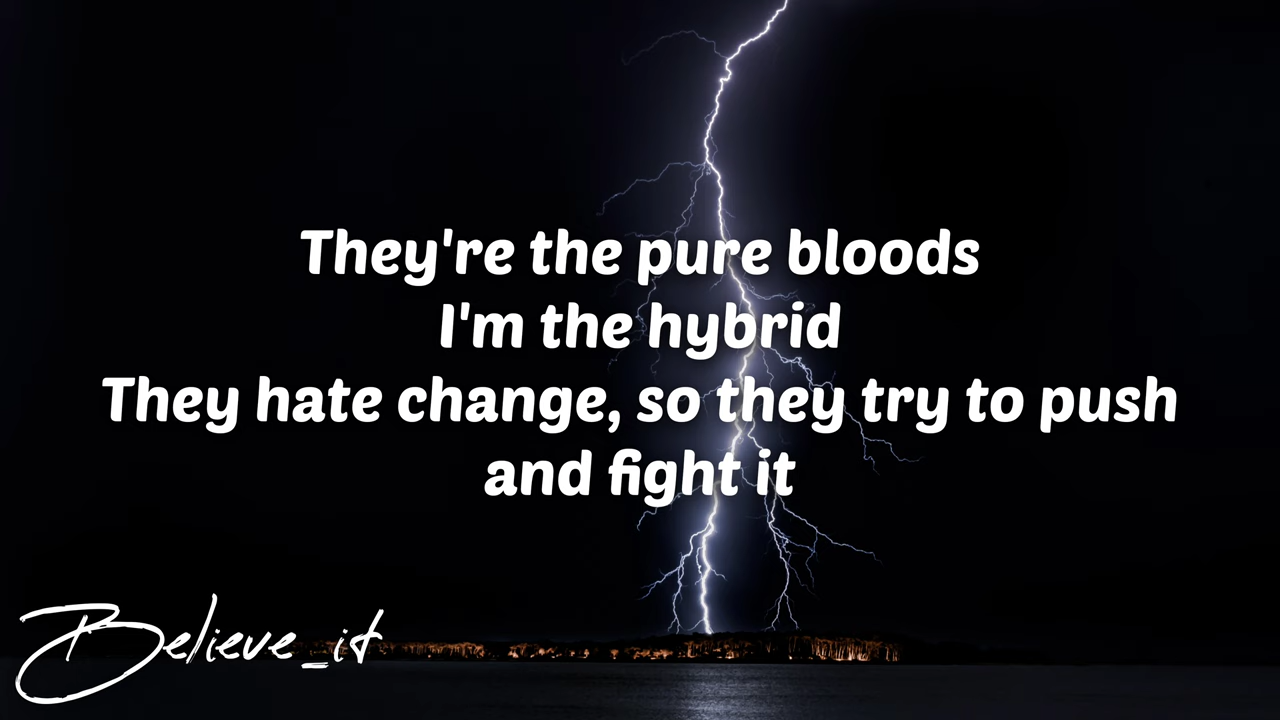 They're the pure bloods
I'm the hybrid
They hate change, so they try to push
and fight it
Believe_it